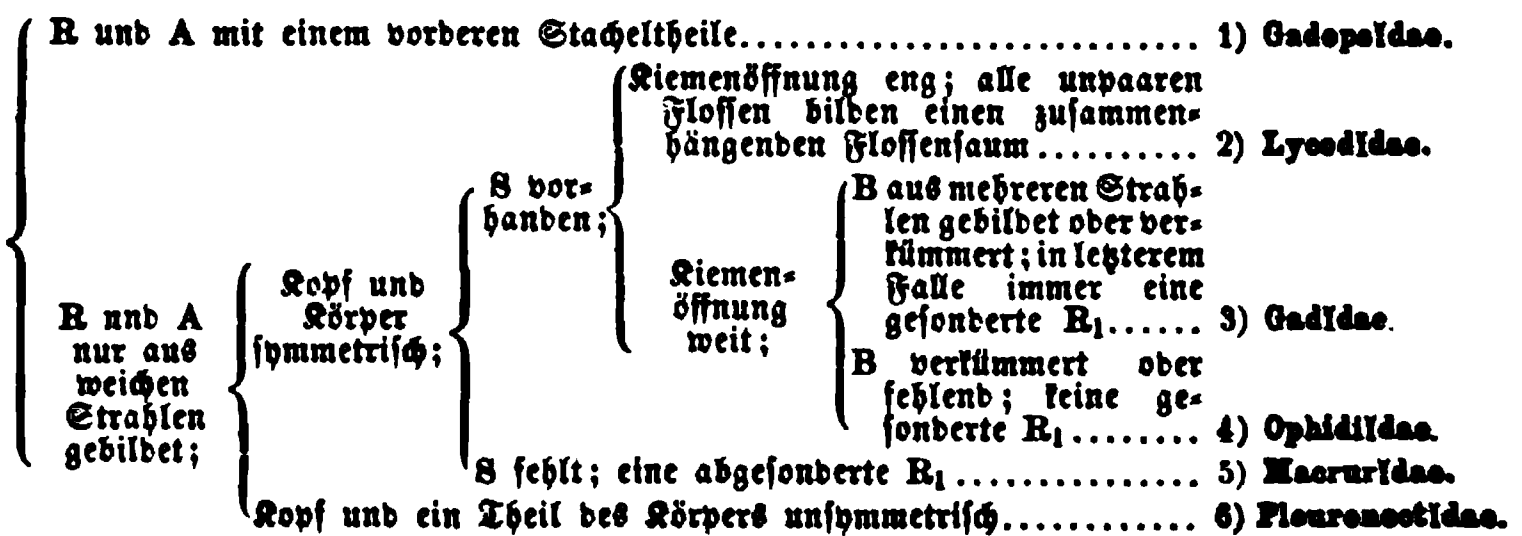 R und A mit einem vorderen Stacheltheile............................ 1) Gadopsidae.
Kiemenöffnung eng; alle unpaaren
Flossen bilden einen zusammen-
hängenden Flossensaum.......... 2) Lycodidae.
S vor-
handen;
B aus mehreren Strah-
len gebildet oder ver-
kümmert; in letzterem
Falle immer eine
gesonderte R₁...... 3) Gadidae.
Kiemen-
öffnung
weit;
B verkümmert oder
fehlend; keine ge-
sonderte R₁........ 4) Ophidiidae.
Kopf und
Körper
symmetrisch;
R und A
nur aus
weichen
Strahlen
gebildet;
S fehlt; eine abgesonderte R₁............... 5) Macruridae.
Kopf und ein Theil des Körpers unsymmetrisch............ 6) Pleuronectidae.